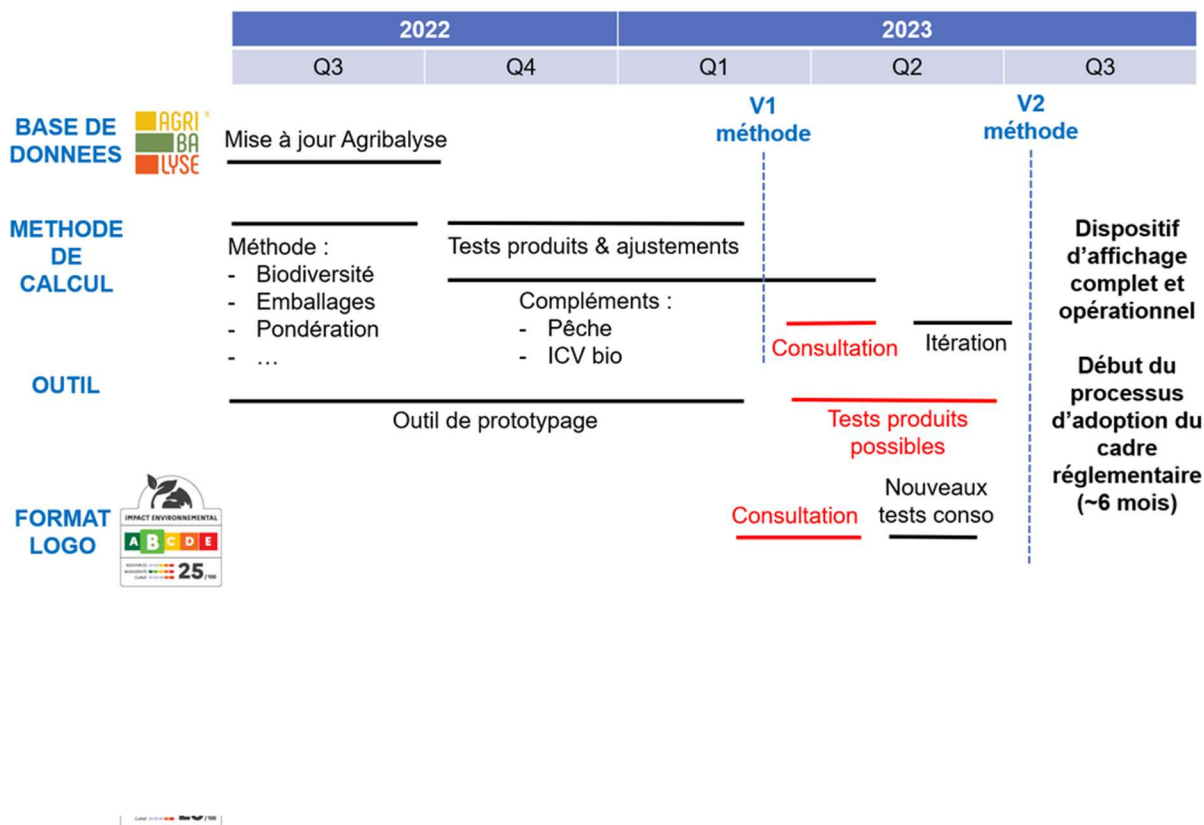 2022
2023
Q3
Q4
Q1
Q2
Q3
V1
méthode
V2
méthode
BASE DE
DONNEES
AGRI
BA
LYSE
Mise à jour Agribalyse
METHODE
DE
CALCUL
Méthode :
- Biodiversité
- Emballages
- Pondération
- …
Tests produits & ajustements
Compléments :
- Pêche
- ICV bio
Consultation
Itération
Dispositif
d’affichage
complet et
opérationnel
Début du
processus
d’adoption du
cadre
réglementaire
(~6 mois)
OUTIL
Outil de prototypage
Tests produits
possibles
FORMAT
LOGO
IMPACT ENVIRONNEMENTAL
A B C D E
CLIMAT
25/100
Consultation
Nouveaux
tests conso